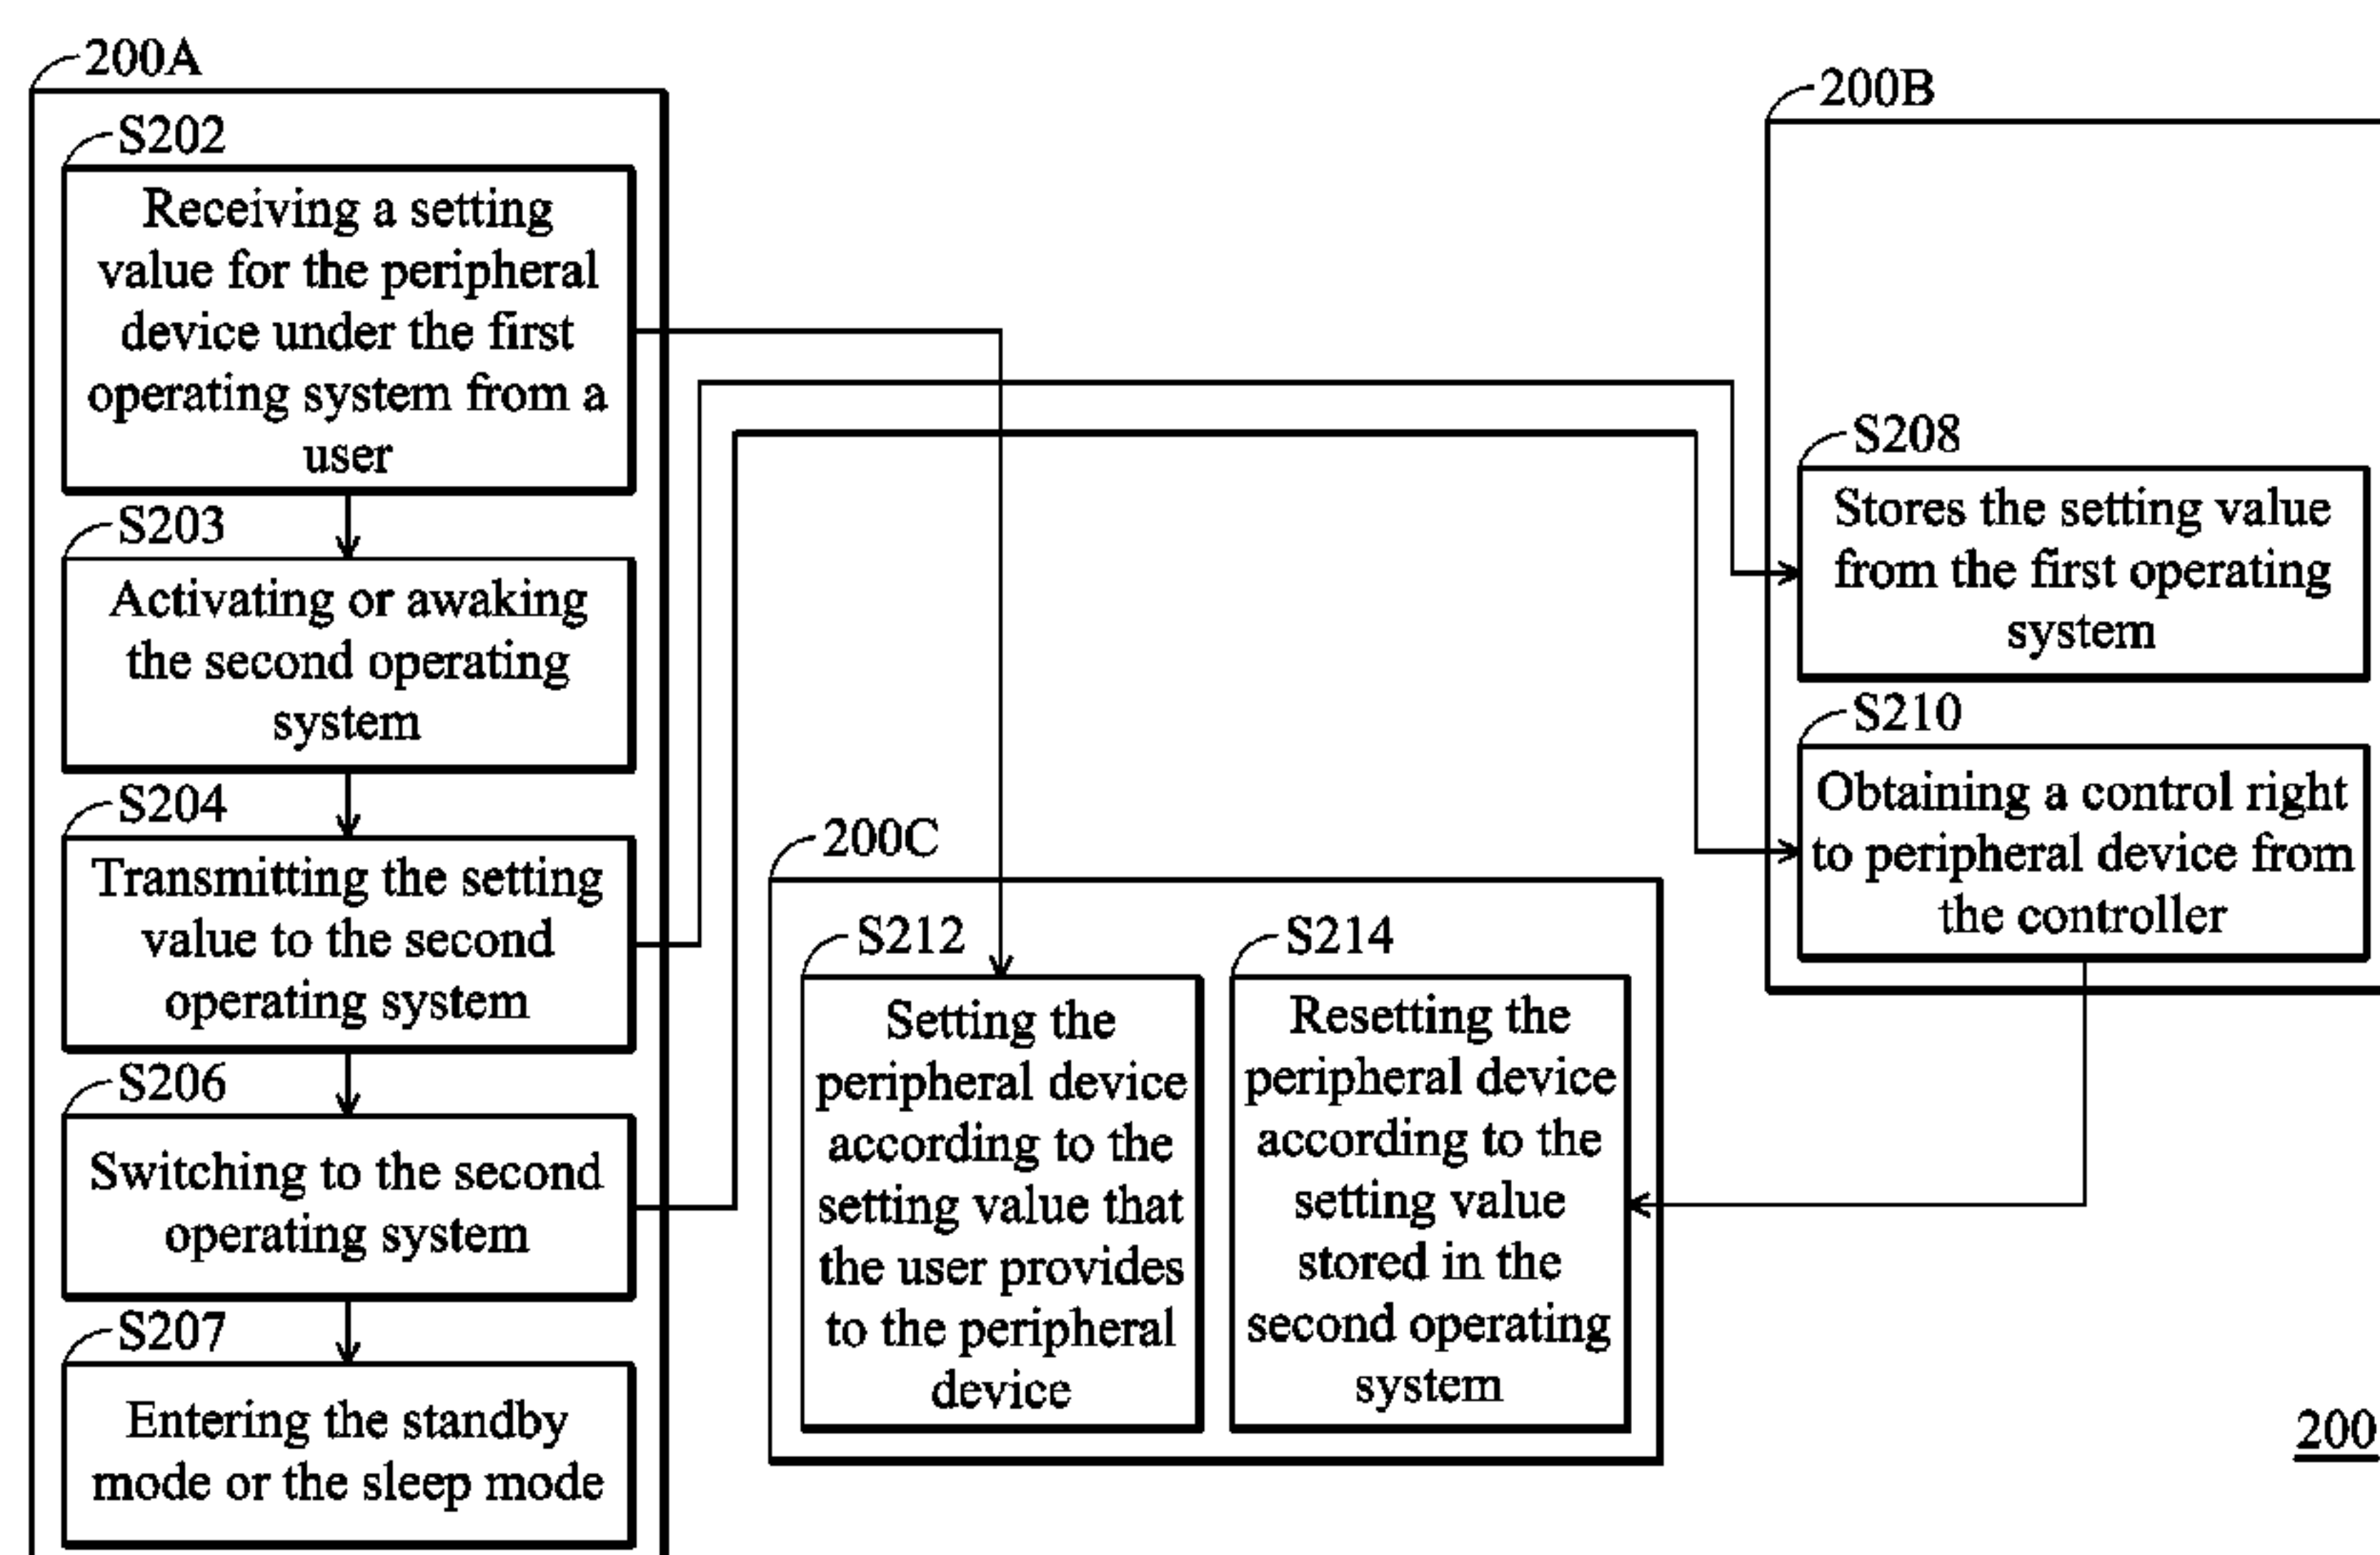 200A
S202
Receiving a setting
value for the peripheral
device under the first
operating system from a
user
S203
Activating or awaking
the second operating
system
S204
Transmitting the setting
value to the second
operating system
S206
Switching to the second
operating system
S207
Entering the standby
mode or the sleep mode
200C
S212
Setting the
peripheral device
according to the
setting value that
the user provides
to the peripheral
device
S214
Resetting the
peripheral device
according to the
setting value
stored in the
second operating
system
200B
S208
Stores the setting value
from the first operating
system
S210
Obtaining a control right
to peripheral device from
the controller
200